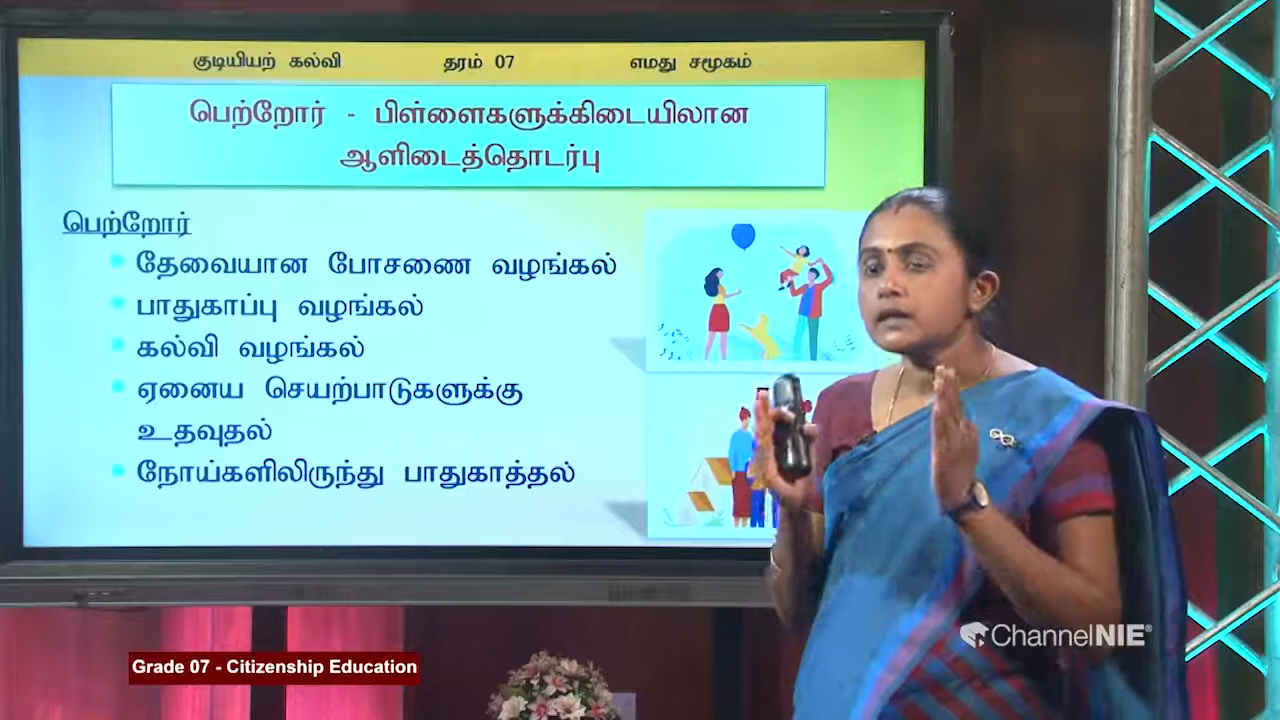 குடியியற் கல்வி தரம் 07 எமது சமூகம்
பெற்றோர் - பிள்ளைகளுக்கிடையிலான
ஆளிடைத்தொடர்பு
பெற்றோர்
தேவையான போசணை வழங்கல்
பாதுகாப்பு வழங்கல்
கல்வி வழங்கல்
ஏனைய செயற்பாடுகளுக்கு
உதவுதல்
நோய்களிலிருந்து பாதுகாத்தல்
ChannelNIE®
Grade 07 - Citizenship Education